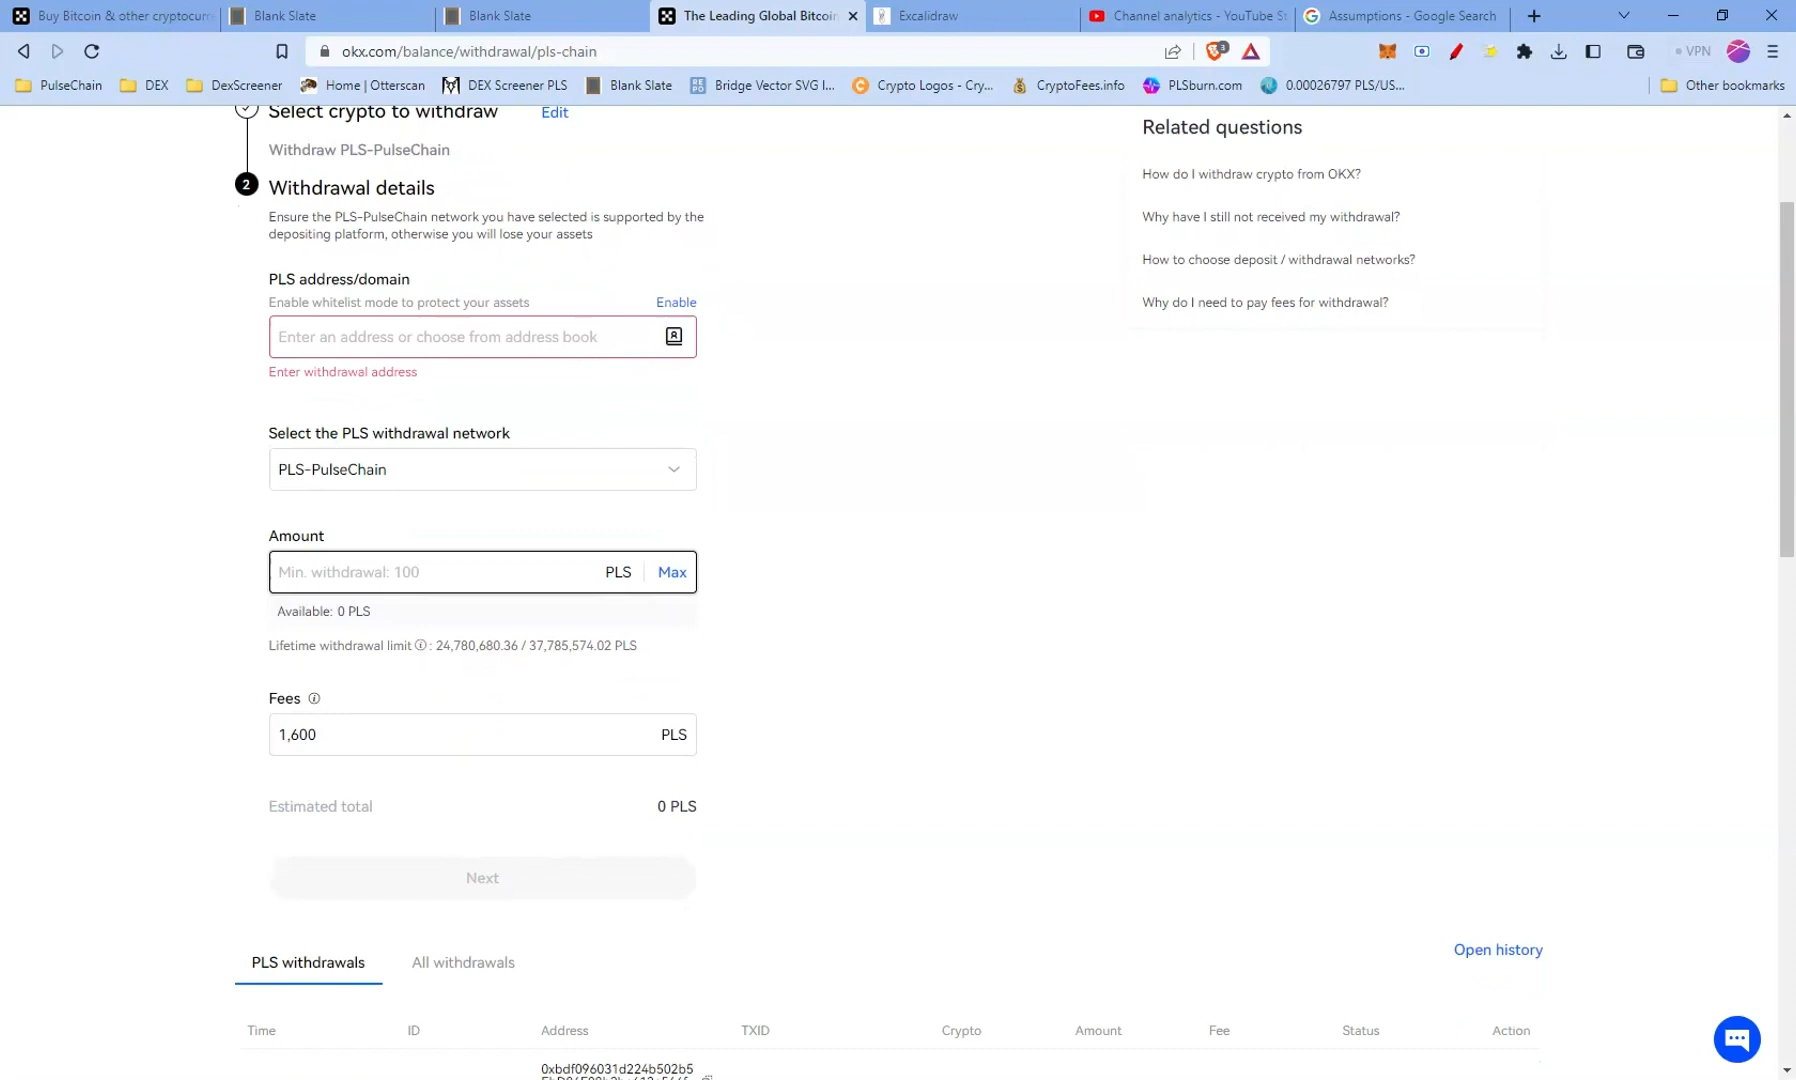 Buy Bitcoin & other cryptocurr
Blank Slate
Blank Slate
The Leading Global Bitcoin
Excalidraw
Channel analytics - YouTube St
Assumptions - Google Search
okx.com/balance/withdrawal/pls-chain
3
VPN
PulseChain
DEX
DexScreener
Home | Otterscan
DEX Screener PLS
Blank Slate
Bridge Vector SVG I...
Crypto Logos - Cry...
CryptoFees.info
PLSburn.com
0.00026797 PLS/US...
Other bookmarks
Select crypto to withdraw Edit
Withdraw PLS-PulseChain
2 Withdrawal details
Ensure the PLS-PulseChain network you have selected is supported by the
depositing platform, otherwise you will lose your assets
PLS address/domain
Enable whitelist mode to protect your assets Enable
Enter an address or choose from address book
Enter withdrawal address
Select the PLS withdrawal network
PLS-PulseChain
Amount
Min. withdrawal: 100 PLS Max
Available: 0 PLS
Lifetime withdrawal limit : 24,780,680.36 / 37,785,574.02 PLS
Fees
1,600 PLS
Estimated total 0 PLS
Next
Related questions
How do I withdraw crypto from OKX?
Why have I still not received my withdrawal?
How to choose deposit / withdrawal networks?
Why do I need to pay fees for withdrawal?
PLS withdrawals All withdrawals Open history
Time ID Address TXID Crypto Amount Fee Status Action
0xbdf096031d224b502b5